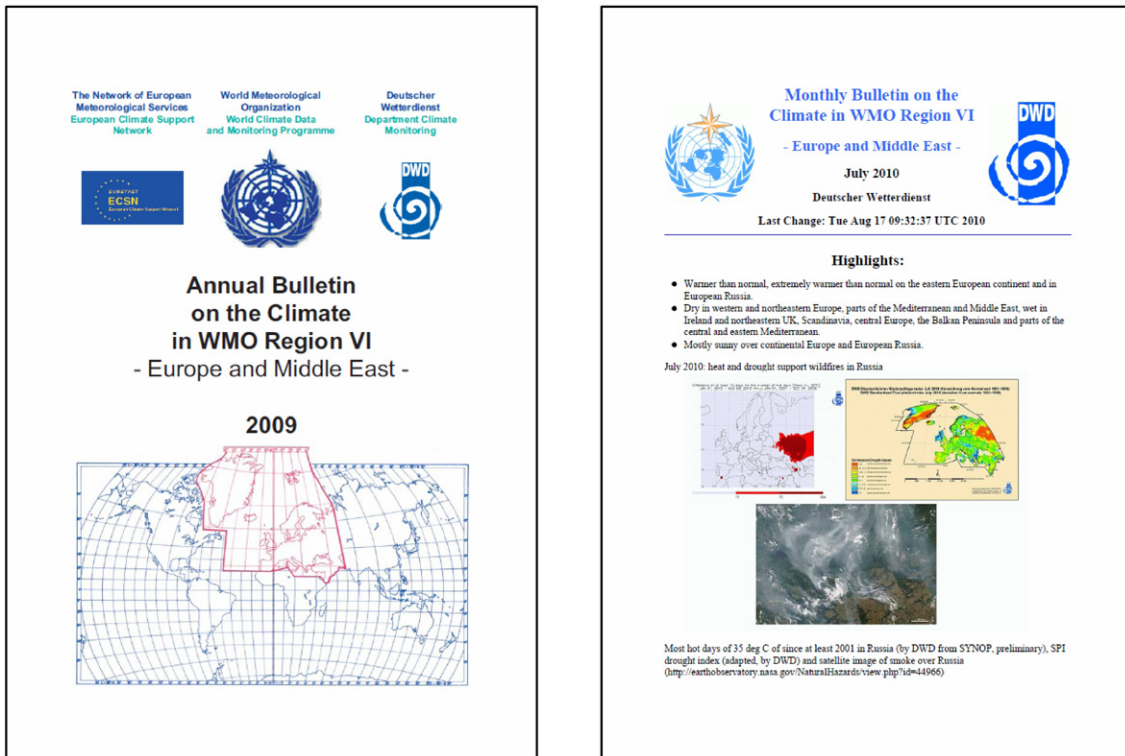 The Network of European
Meteorological Services
European Climate Support
Network
World Meteorological
Organization
World Climate Data
and Monitoring Programme
Deutscher
Wetterdienst
Department Climate
Monitoring
EUMETNET
ECSN
European Climate Support Network
DWD
Annual Bulletin
on the Climate
in WMO Region VI
- Europe and Middle East -
2009
Monthly Bulletin on the
Climate in WMO Region VI
- Europe and Middle East -
July 2010
Deutscher Wetterdienst
Last Change: Tue Aug 17 09:32:37 UTC 2010
DWD
Highlights:
● Warmer than normal, extremely warmer than normal on the eastern European continent and in
European Russia.
● Dry in western and northeastern Europe, parts of the Mediterranean and Middle East, wet in
Ireland and northeastern UK, Scandinavia, central Europe, the Balkan Peninsula and parts of the
central and eastern Mediterranean.
● Mostly sunny over continental Europe and European Russia.
July 2010: heat and drought support wildfires in Russia
Most hot days of 35 deg C of since at least 2001 in Russia (by DWD from SYNOP, preliminary), SPI
drought index (adapted, by DWD) and satellite image of smoke over Russia
(http://earthobservatory.nasa.gov/NaturalHazards/view.php?id=44966)